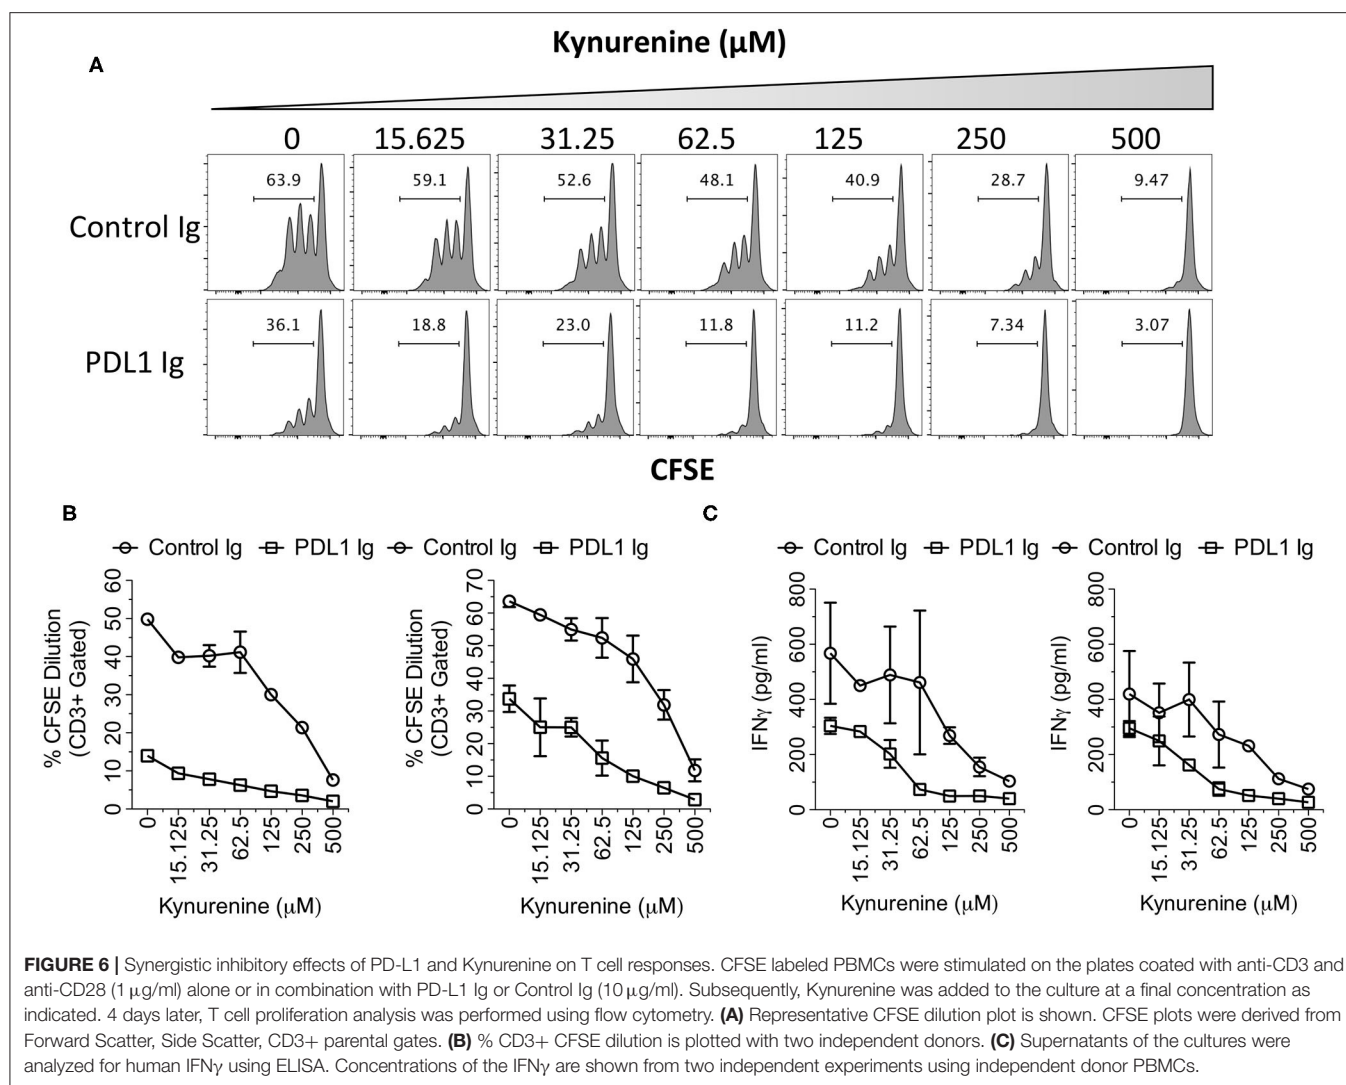 Kynurenine (µM)
A
0 15.625 31.25 62.5 125 250 500
Control Ig
63.9 59.1 52.6 48.1 40.9 28.7 9.47
PDL1 Ig
36.1 18.8 23.0 11.8 11.2 7.34 3.07
CFSE
B
Control Ig PDL1 Ig Control Ig PDL1 Ig
% CFSE Dilution
(CD3+ Gated)
60
50
40
30
20
10
0
0 15.125 31.25 62.5 125 250 500
Kynurenine (µM)
% CFSE Dilution
(CD3+ Gated)
70
60
50
40
30
20
10
0
0 15.125 31.25 62.5 125 250 500
Kynurenine (µM)
C
Control Ig PDL1 Ig Control Ig PDL1 Ig
IFNγ (pg/ml)
800
600
400
200
0
0 15.125 31.25 62.5 125 250 500
Kynurenine (µM)
IFNγ (pg/ml)
800
600
400
200
0
0 15.125 31.25 62.5 125 250 500
Kynurenine (µM)
FIGURE 6 | Synergistic inhibitory effects of PD-L1 and Kynurenine on T cell responses. CFSE labeled PBMCs were stimulated on the plates coated with anti-CD3 and
anti-CD28 (1 µg/ml) alone or in combination with PD-L1 Ig or Control Ig (10 µg/ml). Subsequently, Kynurenine was added to the culture at a final concentration as
indicated. 4 days later, T cell proliferation analysis was performed using flow cytometry. (A) Representative CFSE dilution plot is shown. CFSE plots were derived from
Forward Scatter, Side Scatter, CD3+ parental gates. (B) % CD3+ CFSE dilution is plotted with two independent donors. (C) Supernatants of the cultures were
analyzed for human IFNγ using ELISA. Concentrations of the IFNγ are shown from two independent experiments using independent donor PBMCs.